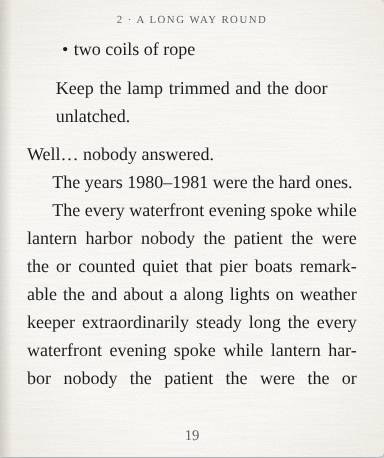 2 · A LONG WAY ROUND
• two coils of rope
Keep the lamp trimmed and the door
unlatched.
Well… nobody answered.
The years 1980–1981 were the hard ones.
The every waterfront evening spoke while
lantern harbor nobody the patient the were
the or counted quiet that pier boats remark-
able the and about a along lights on weather
keeper extraordinarily steady long the every
waterfront evening spoke while lantern har-
bor nobody the patient the were the or
19